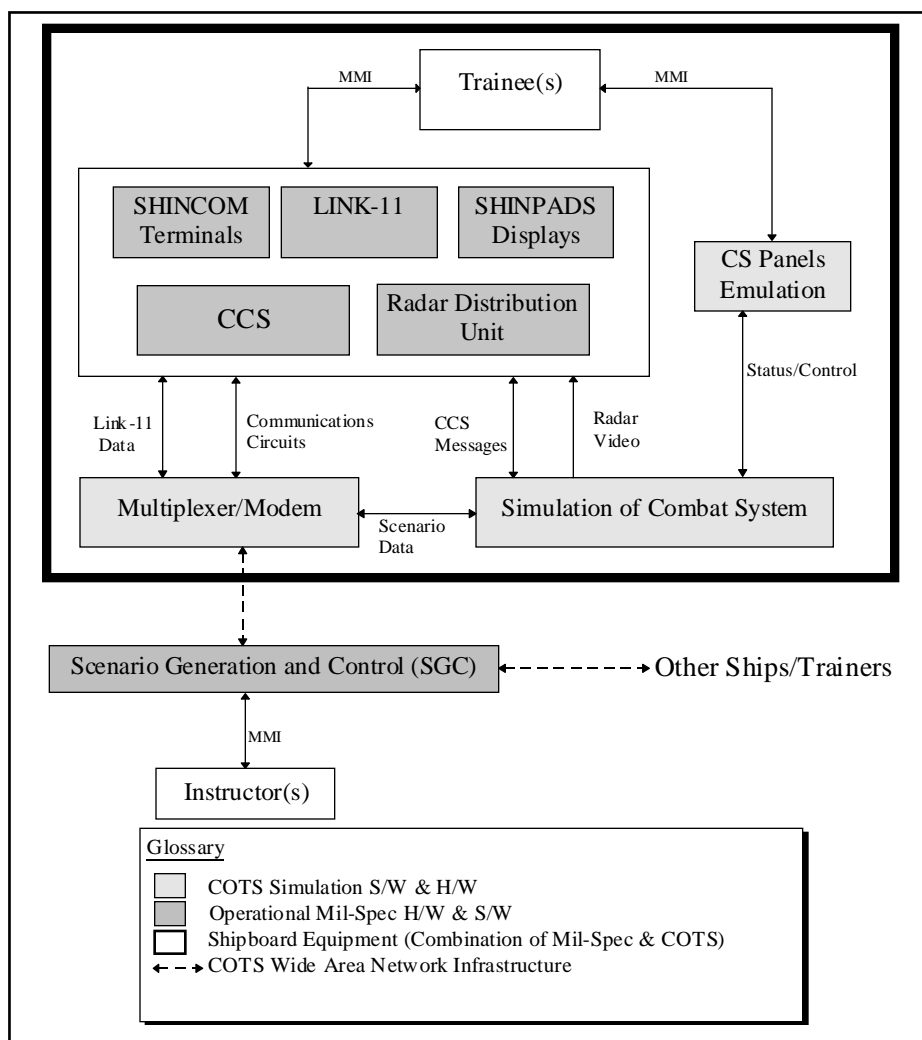 MMI
Trainee(s)
MMI
SHINCOM
Terminals
LINK-11
SHINPADS
Displays
CS Panels
Emulation
CCS
Radar Distribution
Unit
Status/Control
Link-11
Data
Communications
Circuits
CCS
Messages
Radar
Video
Multiplexer/Modem
Scenario
Data
Simulation of Combat System
Scenario Generation and Control (SGC)
Other Ships/Trainers
MMI
Instructor(s)
Glossary
COTS Simulation S/W & H/W
Operational Mil-Spec H/W & S/W
Shipboard Equipment (Combination of Mil-Spec & COTS)
COTS Wide Area Network Infrastructure